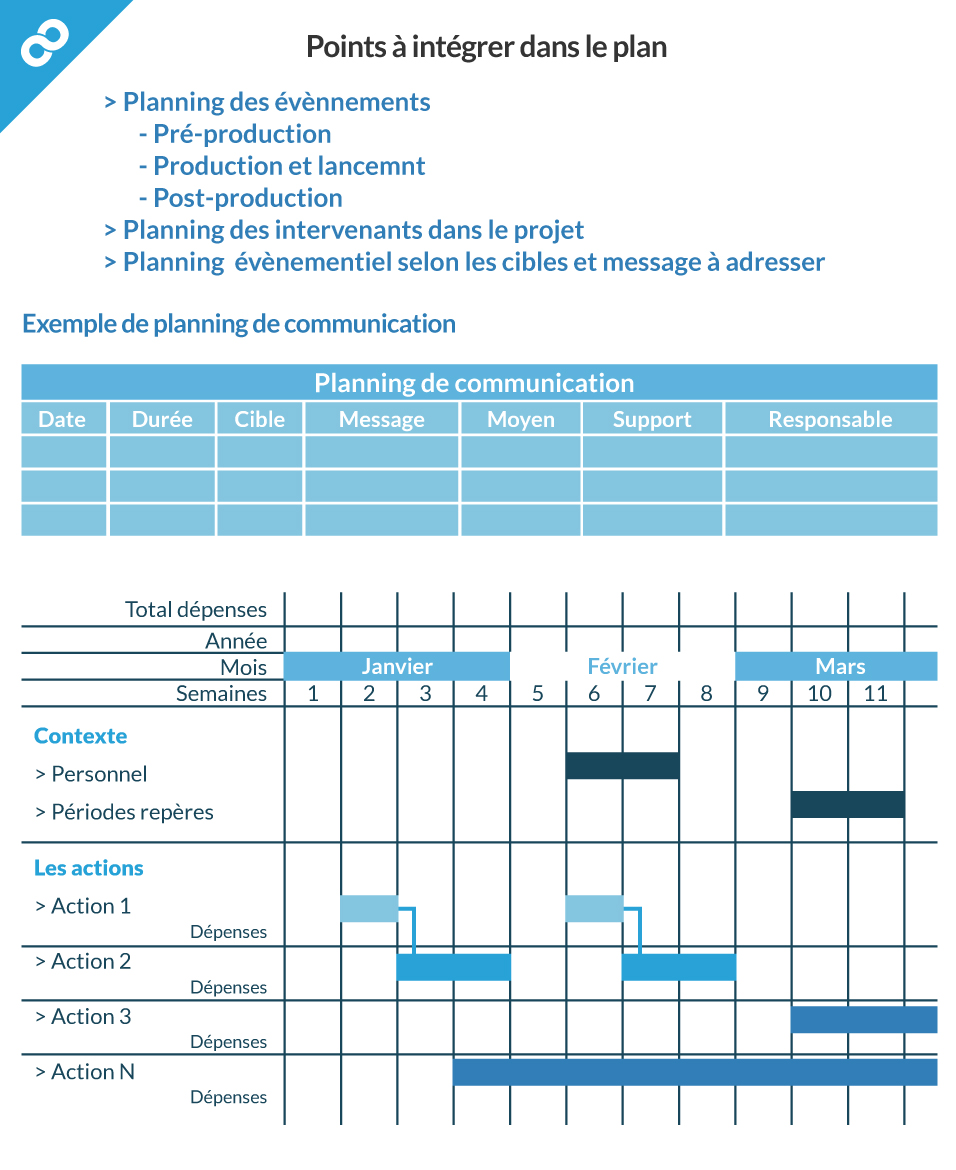 Points à intégrer dans le plan
> Planning des évènnements
- Pré-production
- Production et lancemnt
- Post-production
> Planning des intervenants dans le projet
> Planning évènementiel selon les cibles et message à adresser
Exemple de planning de communication
Planning de communication
Date Durée Cible Message Moyen Support Responsable
Total dépenses
Année
Mois Janvier Février Mars
Semaines 1 2 3 4 5 6 7 8 9 10 11
Contexte
> Personnel
> Périodes repères
Les actions
> Action 1
Dépenses
> Action 2
Dépenses
> Action 3
Dépenses
> Action N
Dépenses